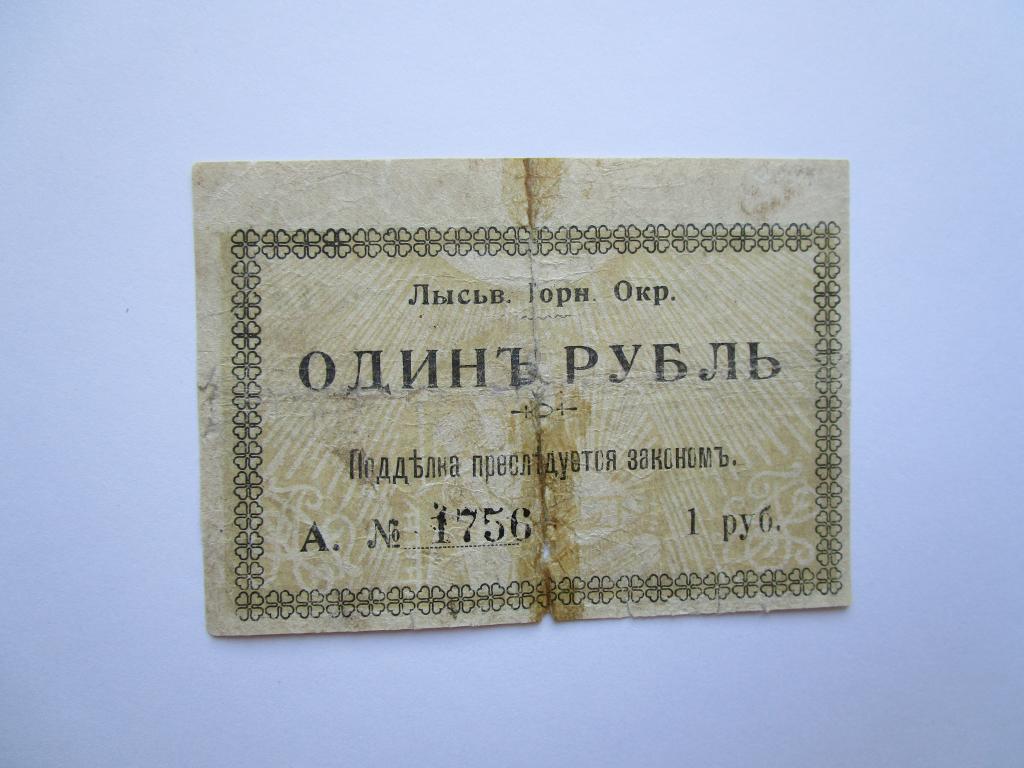 Лысьв. Горн. Окр.
ОДИНЪ РУБЛЬ
Поддѣлка преслѣдуется закономъ.
А. № 1756 1 руб.